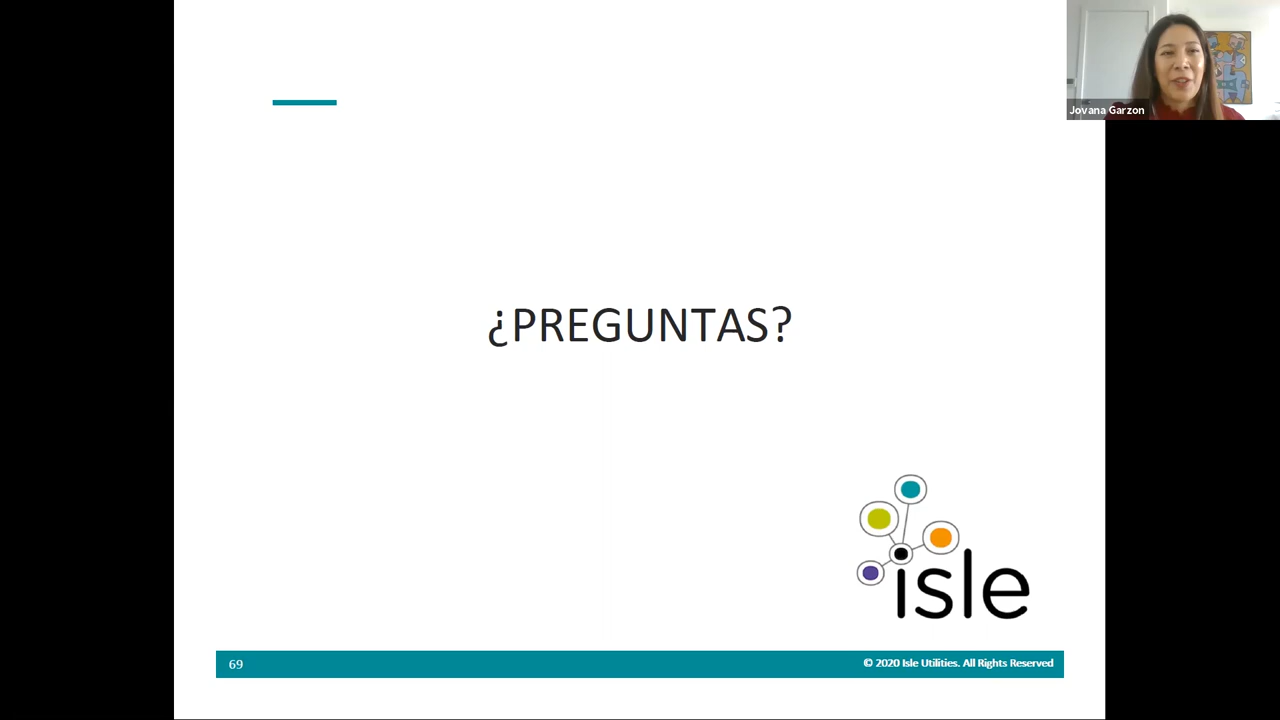 Jovana Garzon
¿PREGUNTAS?
isle
69
© 2020 Isle Utilities. All Rights Reserved